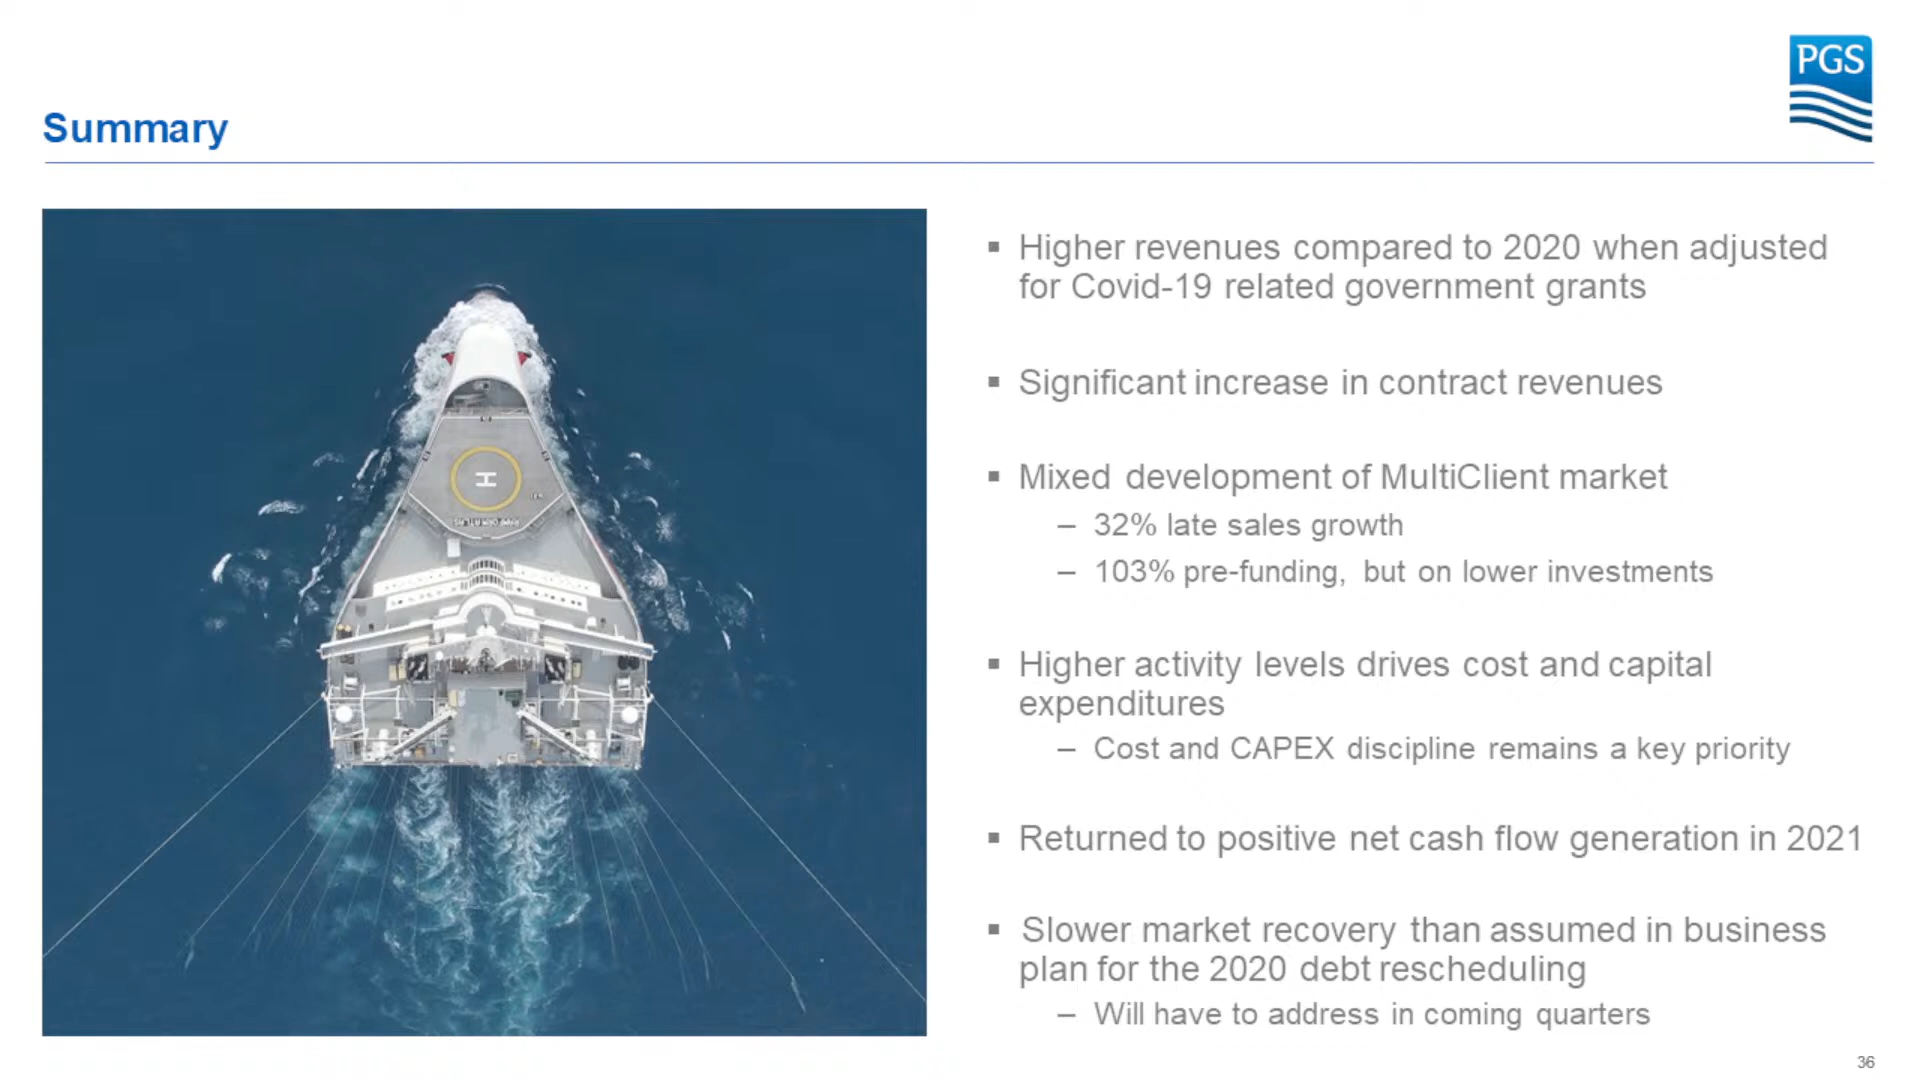 PGS
Summary
H
▪ Higher revenues compared to 2020 when adjusted
for Covid-19 related government grants
▪ Significant increase in contract revenues
▪ Mixed development of MultiClient market
– 32% late sales growth
– 103% pre-funding, but on lower investments
▪ Higher activity levels drives cost and capital
expenditures
– Cost and CAPEX discipline remains a key priority
▪ Returned to positive net cash flow generation in 2021
▪ Slower market recovery than assumed in business
plan for the 2020 debt rescheduling
– Will have to address in coming quarters
36